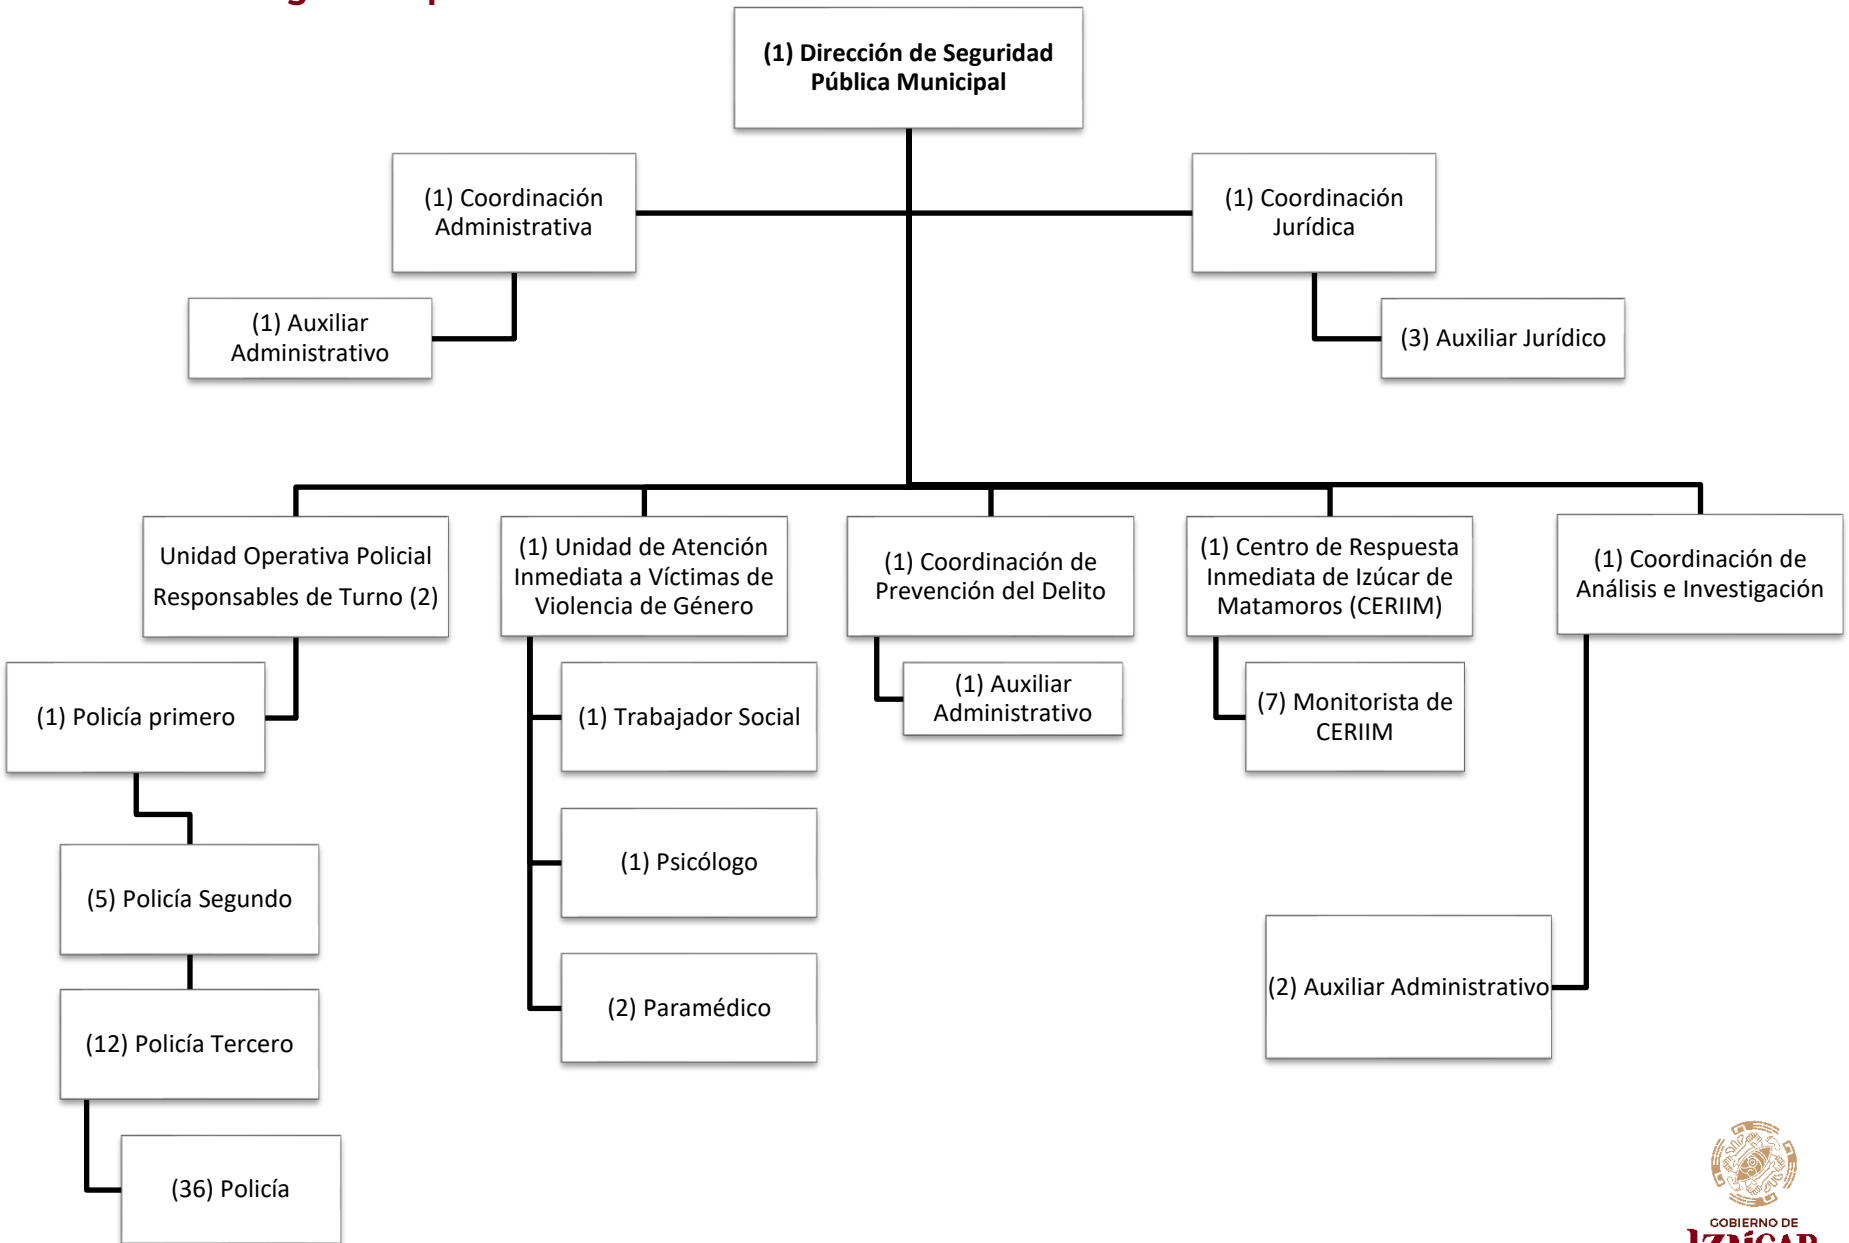 (1) Dirección de Seguridad
Pública Municipal
(1) Coordinación
Administrativa
(1) Coordinación
Jurídica
(1) Auxiliar
Administrativo
(3) Auxiliar Jurídico
Unidad Operativa Policial
Responsables de Turno (2)
(1) Unidad de Atención
Inmediata a Víctimas de
Violencia de Género
(1) Coordinación de
Prevención del Delito
(1) Centro de Respuesta
Inmediata de Izúcar de
Matamoros (CERIIM)
(1) Coordinación de
Análisis e Investigación
(1) Policía primero
(1) Trabajador Social
(1) Auxiliar
Administrativo
(7) Monitorista de
CERIIM
(5) Policía Segundo
(1) Psicólogo
(12) Policía Tercero
(2) Paramédico
(2) Auxiliar Administrativo
(36) Policía
GOBIERNO DE
IZÚCAR